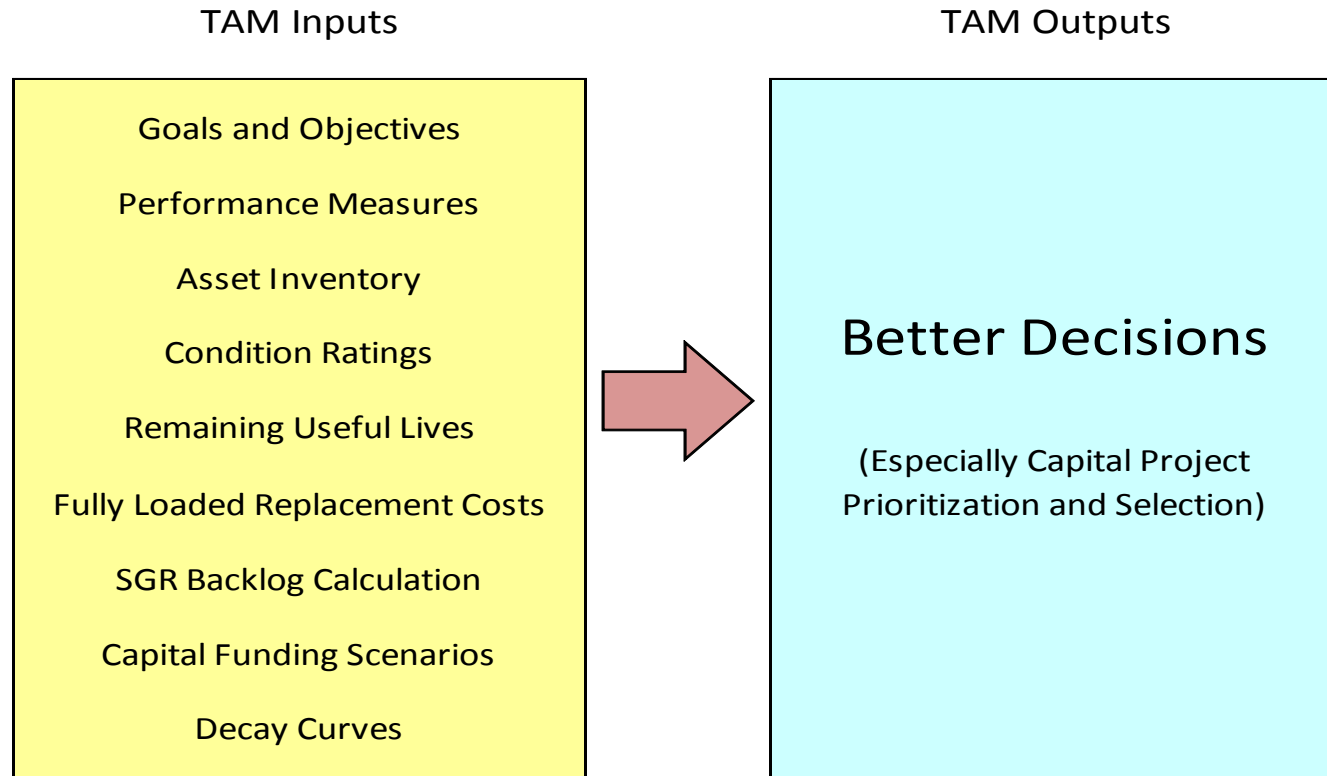 TAM Inputs
TAM Outputs
Goals and Objectives
Performance Measures
Asset Inventory
Condition Ratings
Remaining Useful Lives
Fully Loaded Replacement Costs
SGR Backlog Calculation
Capital Funding Scenarios
Decay Curves
Better Decisions
(Especially Capital Project
Prioritization and Selection)